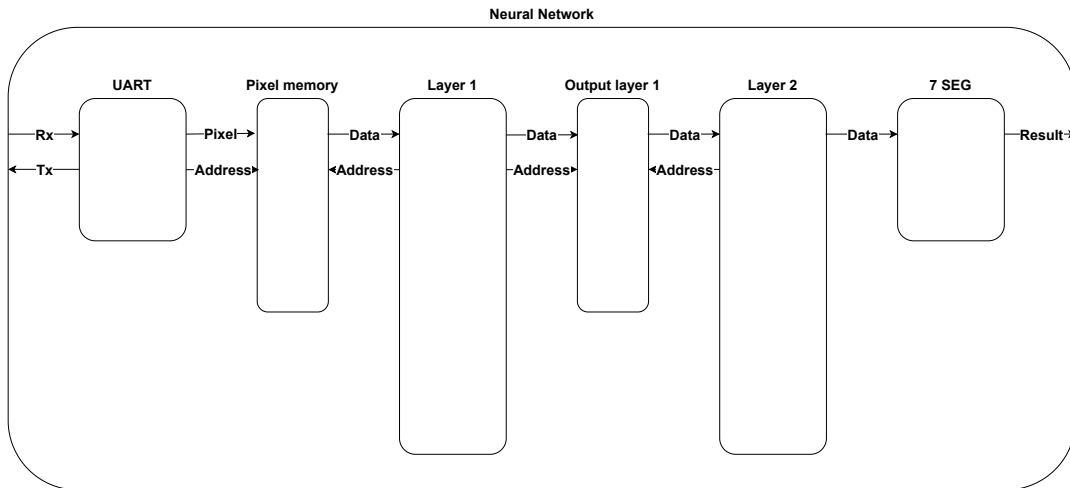 Neural Network
UART
Pixel memory
Layer 1
Output layer 1
Layer 2
7 SEG
Rx
Pixel
Data
Data
Data
Data
Result
Tx
Address
Address
Address
Address